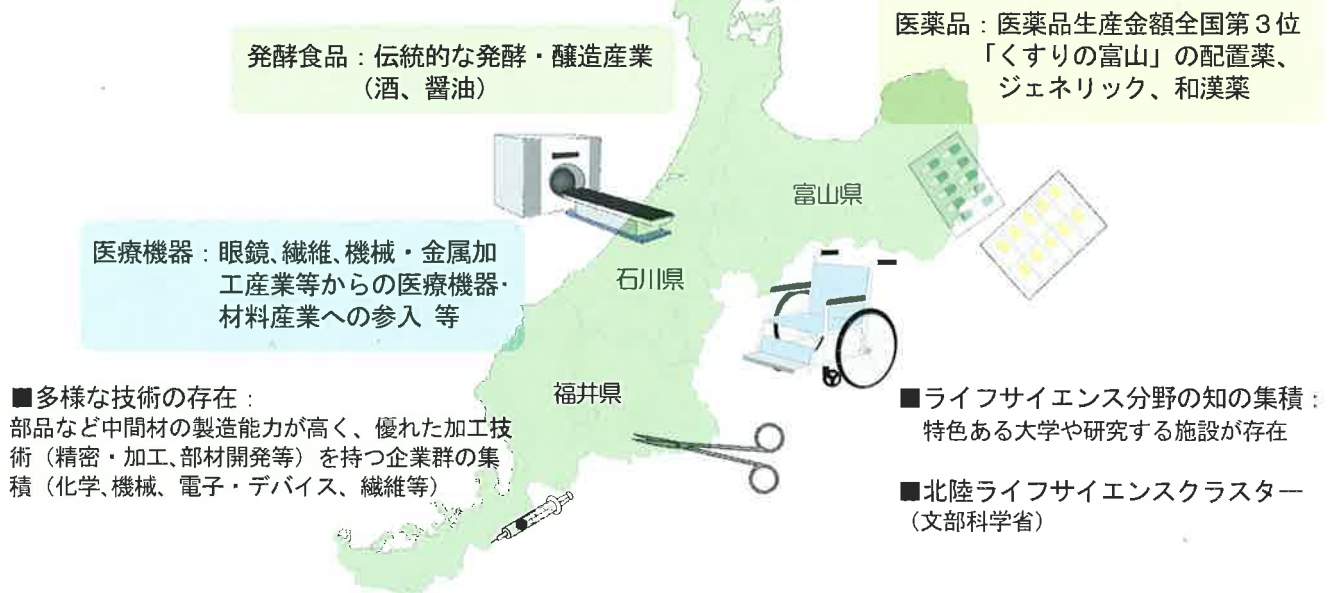 発酵食品：伝統的な発酵・醸造産業
（酒、醤油）
医薬品：医薬品生産金額全国第３位
「くすりの富山」の配置薬、
ジェネリック、和漢薬
富山県
医療機器：眼鏡、繊維、機械・金属加
工産業等からの医療機器・
材料産業への参入 等
石川県
福井県
■多様な技術の存在：
部品など中間材の製造能力が高く、優れた加工技
術（精密・加工、部材開発等）を持つ企業群の集
積（化学、機械、電子・デバイス、繊維等）
■ライフサイエンス分野の知の集積：
特色ある大学や研究する施設が存在
■北陸ライフサイエンスクラスター
（文部科学省）